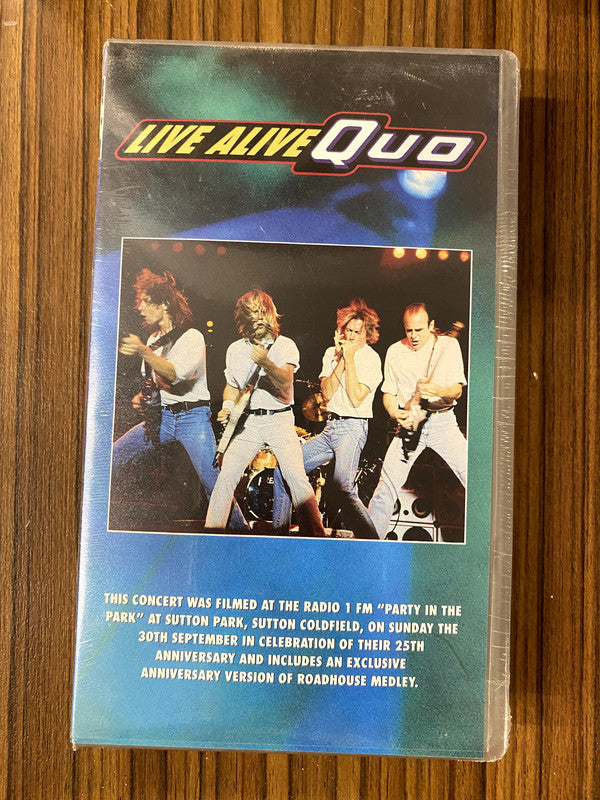 LIVE ALIVE QUO
THIS CONCERT WAS FILMED AT THE RADIO 1 FM "PARTY IN THE
PARK" AT SUTTON PARK, SUTTON COLDFIELD, ON SUNDAY THE
30TH SEPTEMBER IN CELEBRATION OF THEIR 25TH
ANNIVERSARY AND INCLUDES AN EXCLUSIVE
ANNIVERSARY VERSION OF ROADHOUSE MEDLEY.